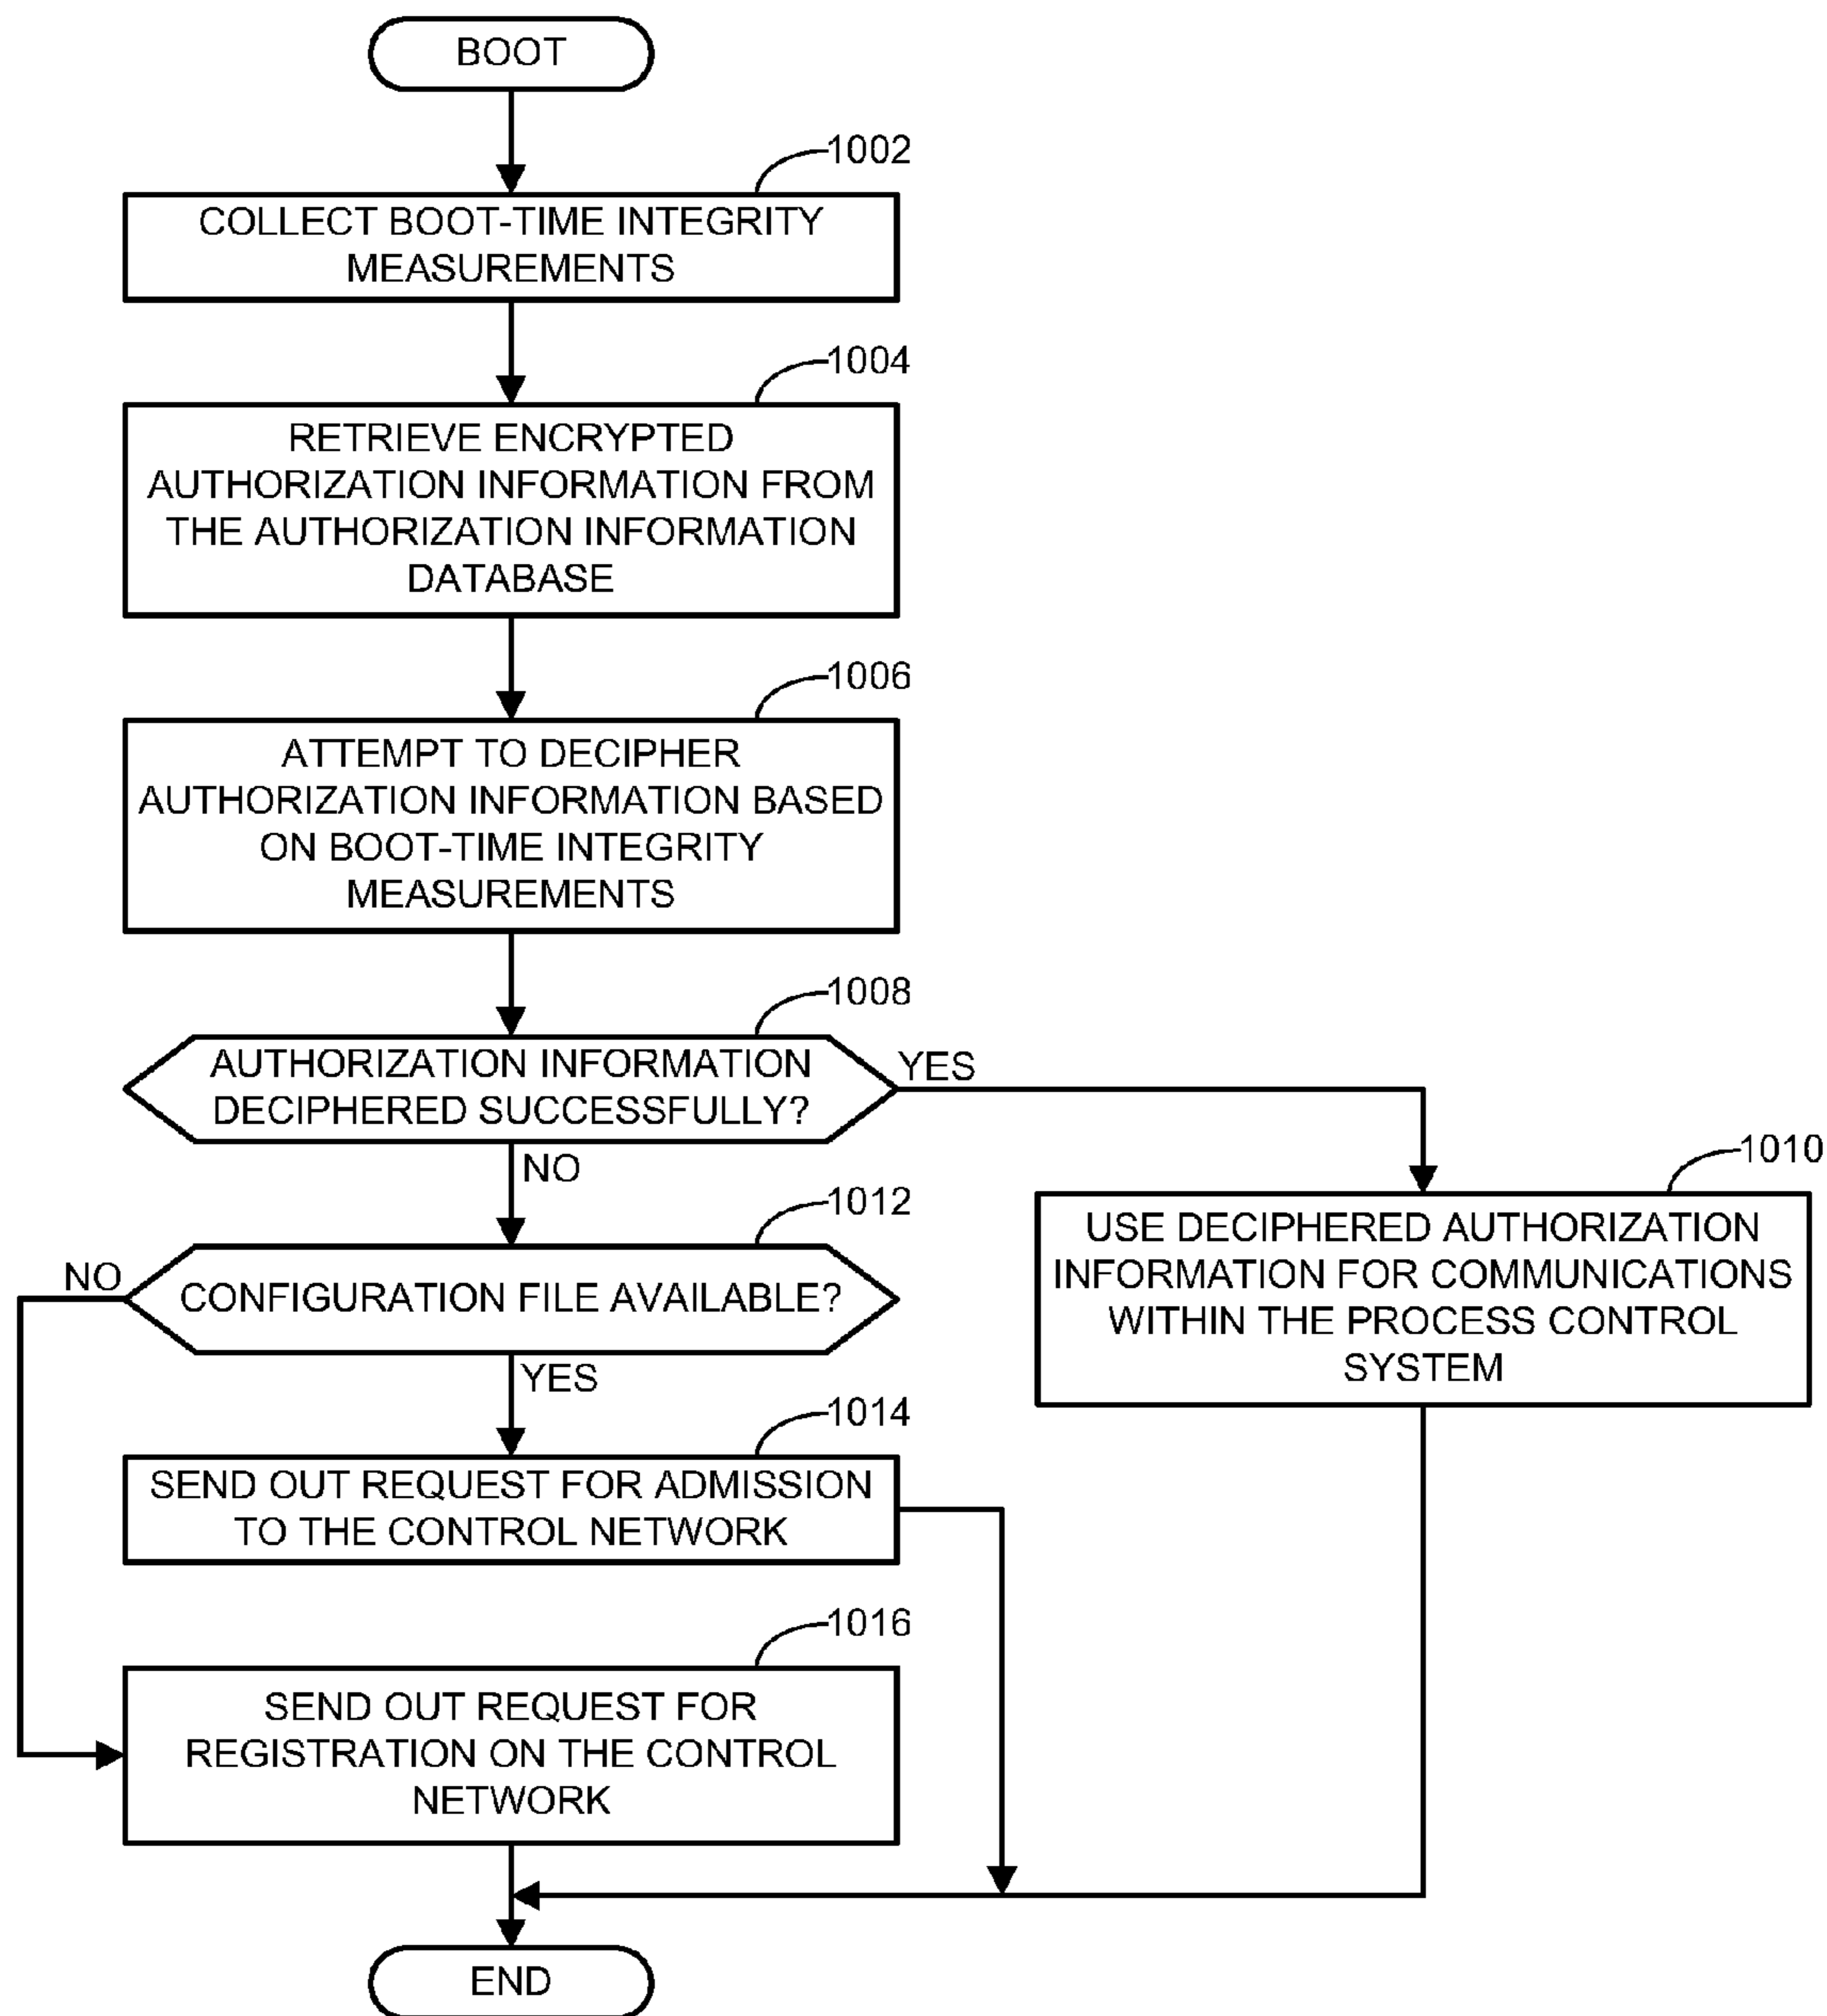 BOOT
1002
COLLECT BOOT-TIME INTEGRITY
MEASUREMENTS
1004
RETRIEVE ENCRYPTED
AUTHORIZATION INFORMATION FROM
THE AUTHORIZATION INFORMATION
DATABASE
1006
ATTEMPT TO DECIPHER
AUTHORIZATION INFORMATION BASED
ON BOOT-TIME INTEGRITY
MEASUREMENTS
1008
AUTHORIZATION INFORMATION
DECIPHERED SUCCESSFULLY?
YES
NO
1010
USE DECIPHERED AUTHORIZATION
INFORMATION FOR COMMUNICATIONS
WITHIN THE PROCESS CONTROL
SYSTEM
1012
NO
CONFIGURATION FILE AVAILABLE?
YES
1014
SEND OUT REQUEST FOR ADMISSION
TO THE CONTROL NETWORK
1016
SEND OUT REQUEST FOR
REGISTRATION ON THE CONTROL
NETWORK
END